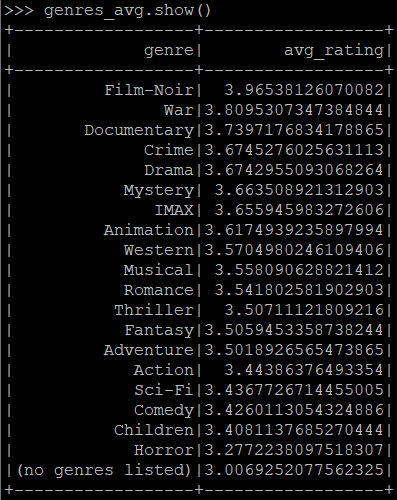 >>> genres_avg.show()
+------------------+------------------+
|             genre|        avg_rating|
+------------------+------------------+
|         Film-Noir|  3.96538126070082|
|               War|3.8095307347384844|
|       Documentary|3.7397176834178865|
|             Crime|3.6745276025631113|
|             Drama|3.6742955093068264|
|           Mystery| 3.663508921312903|
|              IMAX| 3.655945983272606|
|         Animation|3.6174939235897994|
|           Western|3.5704980246109406|
|           Musical| 3.558090628821412|
|           Romance| 3.541802581902903|
|          Thriller|  3.50711121809216|
|           Fantasy|3.5059453358738244|
|         Adventure|3.5018926565473865|
|            Action|  3.44386376493354|
|            Sci-Fi|3.4367726714455005|
|            Comedy|3.4260113054324886|
|          Children|3.4081137685270444|
|            Horror|3.2772238097518307|
|(no genres listed)|3.0069252077562325|
+------------------+------------------+